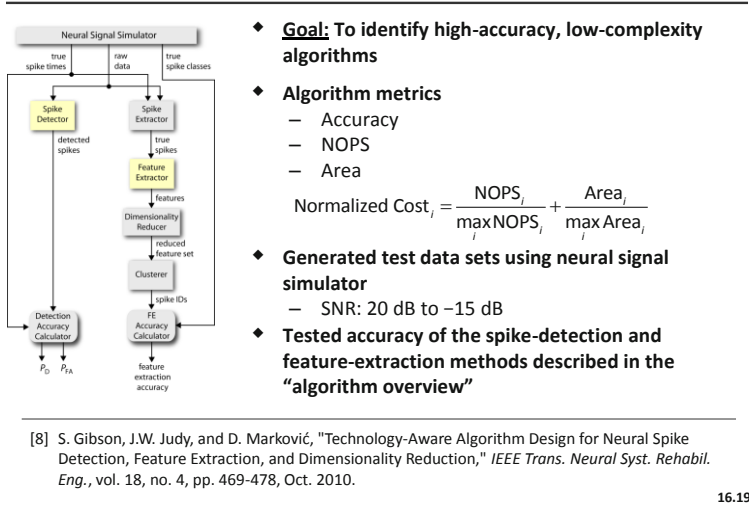 Neural Signal Simulator
true
spike times
raw
data
true
spike classes
Spike
Detector
Spike
Extractor
detected
spikes
true
spikes
Feature
Extractor
features
Dimensionality
Reducer
reduced
feature set
Clusterer
spike IDs
Detection
Accuracy
Calculator
FE
Accuracy
Calculator
P_D P_FA
feature
extraction
accuracy
◆ Goal: To identify high-accuracy, low-complexity
algorithms
◆ Algorithm metrics
– Accuracy
– NOPS
– Area
Normalized Cost_i = NOPS_i / max_i NOPS_i + Area_i / max_i Area_i
◆ Generated test data sets using neural signal
simulator
– SNR: 20 dB to −15 dB
◆ Tested accuracy of the spike-detection and
feature-extraction methods described in the
“algorithm overview”
[8] S. Gibson, J.W. Judy, and D. Marković, "Technology-Aware Algorithm Design for Neural Spike
Detection, Feature Extraction, and Dimensionality Reduction," IEEE Trans. Neural Syst. Rehabil.
Eng., vol. 18, no. 4, pp. 469-478, Oct. 2010.
16.19